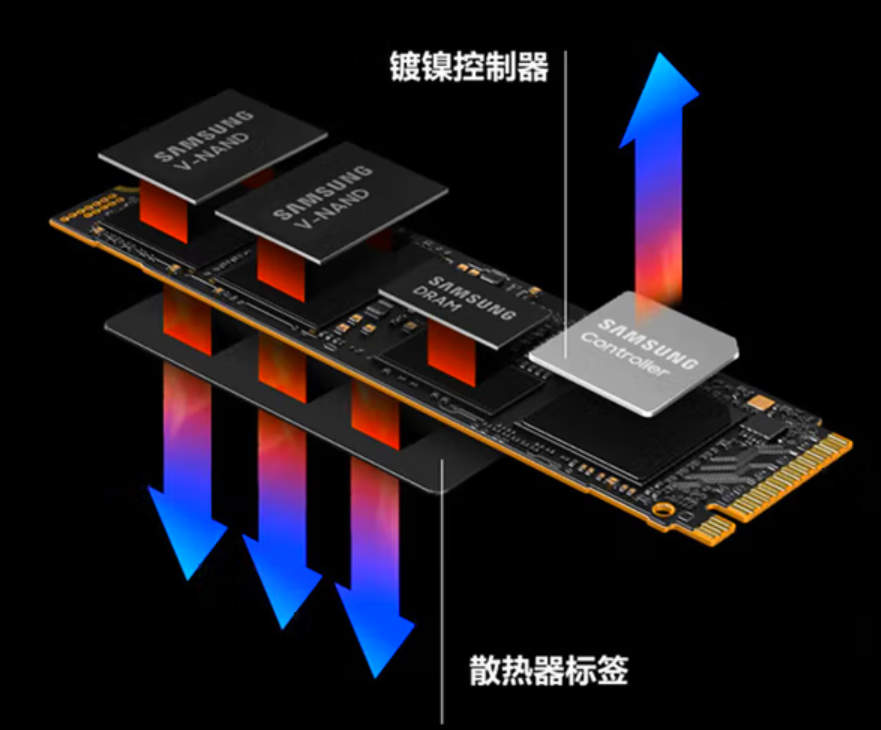 镀镍控制器
SAMSUNG
V-NAND
SAMSUNG
V-NAND
SAMSUNG
DRAM
SAMSUNG
Controller
散热器标签